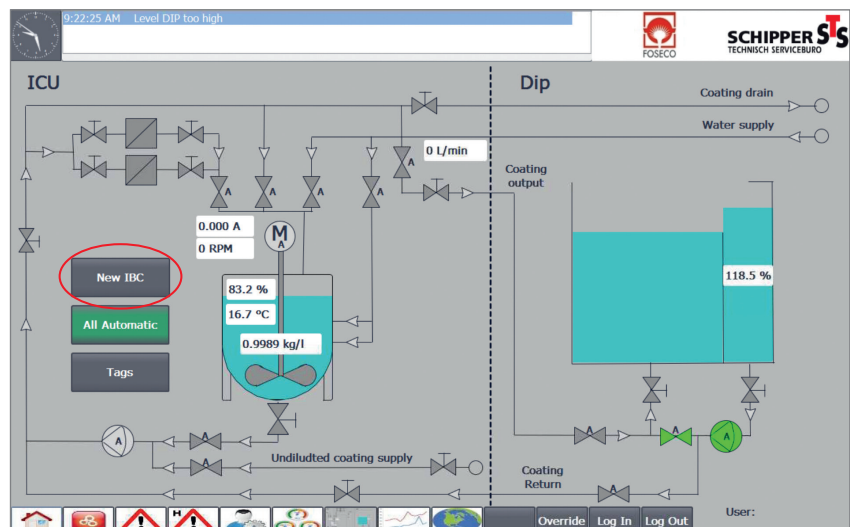 9:22:25 AM Level DIP too high
FOSECO
SCHIPPER STS
TECHNISCH SERVICEBURO
ICU
Dip
Coating drain
Water supply
0 L/min
Coating
output
A
A
A
A
A
0.000 A
0 RPM
M
A
New IBC
83.2 %
118.5 %
16.7 ºC
All Automatic
0.9989 kg/l
Tags
A
A
A
A
A
A
Undiludted coating supply
A
Coating
Return
A
H
Override
Log In
Log Out
User: